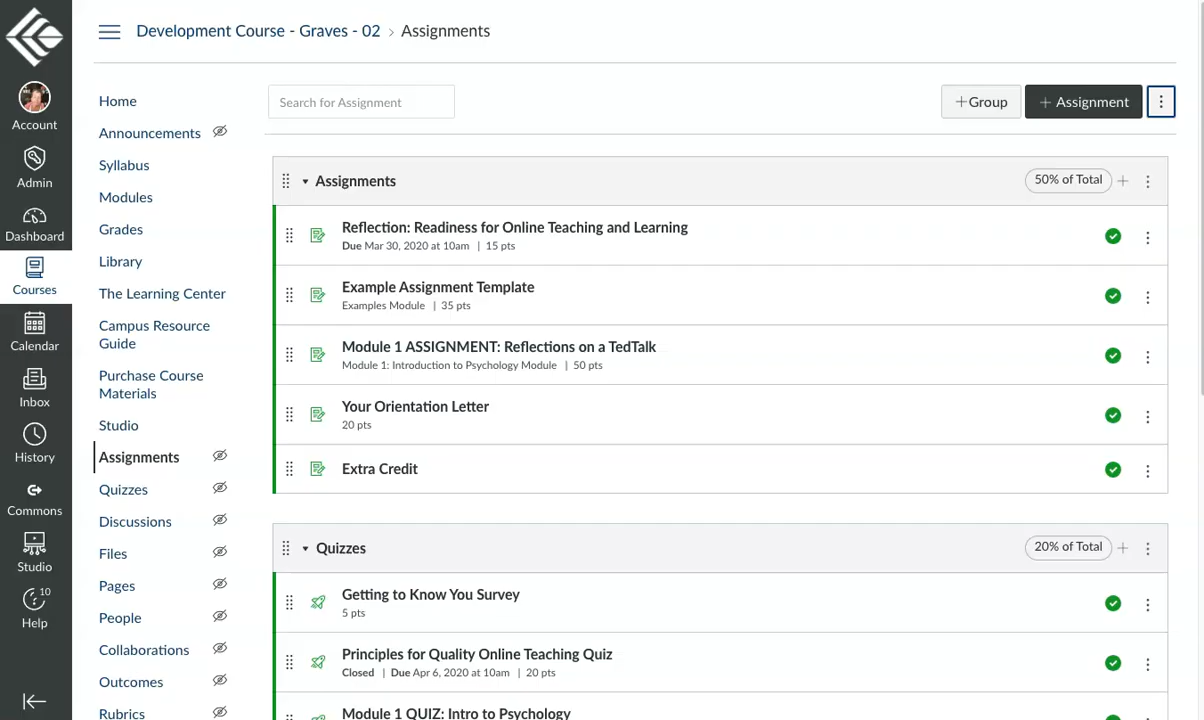 Development Course - Graves - 02 › Assignments
Account
Admin
Dashboard
Courses
Calendar
Inbox
History
Commons
Studio
10
Help
Home
Announcements
Syllabus
Modules
Grades
Library
The Learning Center
Campus Resource
Guide
Purchase Course
Materials
Studio
Assignments
Quizzes
Discussions
Files
Pages
People
Collaborations
Outcomes
Rubrics
Search for Assignment
+Group
+ Assignment
Assignments
50% of Total
Reflection: Readiness for Online Teaching and Learning
Due Mar 30, 2020 at 10am | 15 pts
Example Assignment Template
Examples Module | 35 pts
Module 1 ASSIGNMENT: Reflections on a TedTalk
Module 1: Introduction to Psychology Module | 50 pts
Your Orientation Letter
20 pts
Extra Credit
Quizzes
20% of Total
Getting to Know You Survey
5 pts
Principles for Quality Online Teaching Quiz
Closed | Due Apr 6, 2020 at 10am | 20 pts
Module 1 QUIZ: Intro to Psychology